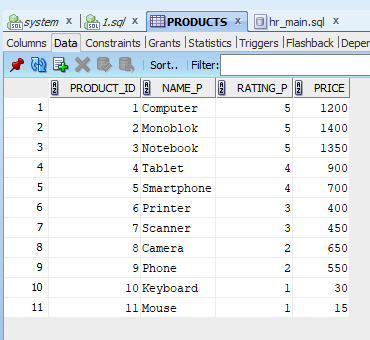 system x 1.sql x PRODUCTS x hr_main.sql x
Columns Data Constraints Grants Statistics Triggers Flashback Depen
Sort.. Filter:
PRODUCT_ID NAME_P RATING_P PRICE
1 1 Computer 5 1200
2 2 Monoblok 5 1400
3 3 Notebook 5 1350
4 4 Tablet 4 900
5 5 Smartphone 4 700
6 6 Printer 3 400
7 7 Scanner 3 450
8 8 Camera 2 650
9 9 Phone 2 550
10 10 Keyboard 1 30
11 11 Mouse 1 15